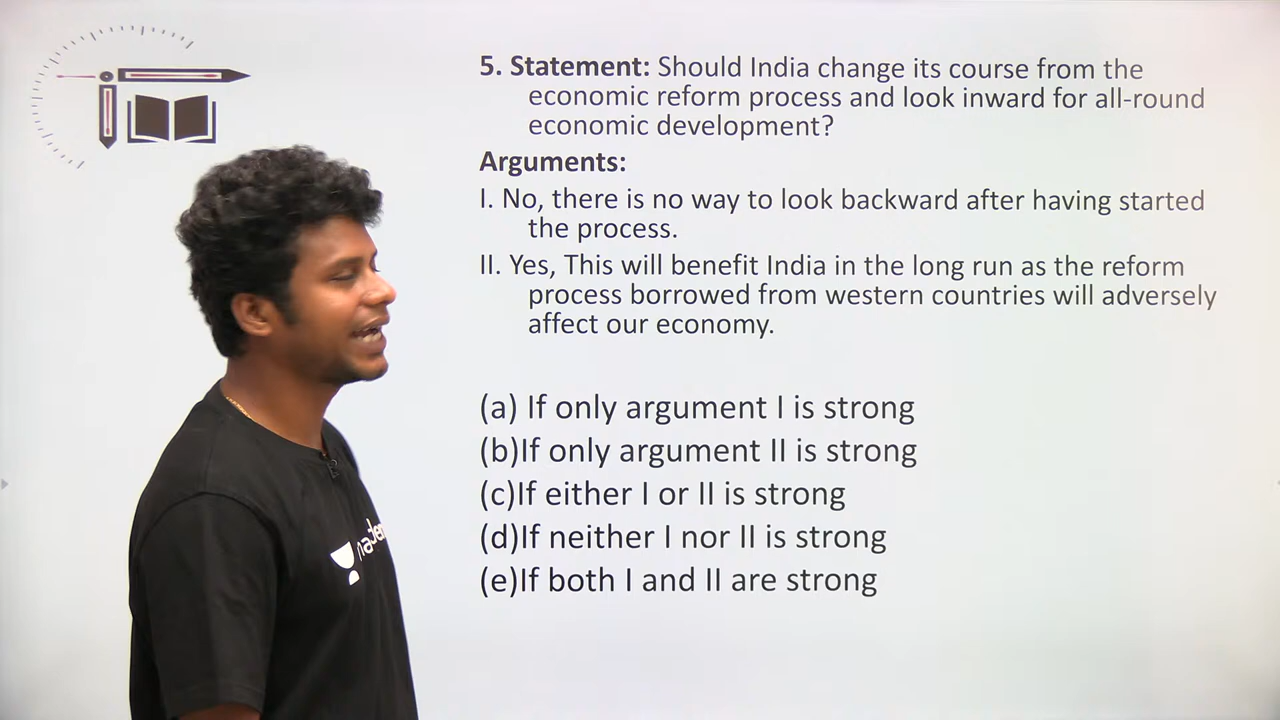 5. Statement: Should India change its course from the
economic reform process and look inward for all-round
economic development?
Arguments:
I. No, there is no way to look backward after having started
the process.
II. Yes, This will benefit India in the long run as the reform
process borrowed from western countries will adversely
affect our economy.
(a) If only argument I is strong
(b)If only argument II is strong
(c)If either I or II is strong
(d)If neither I nor II is strong
(e)If both I and II are strong